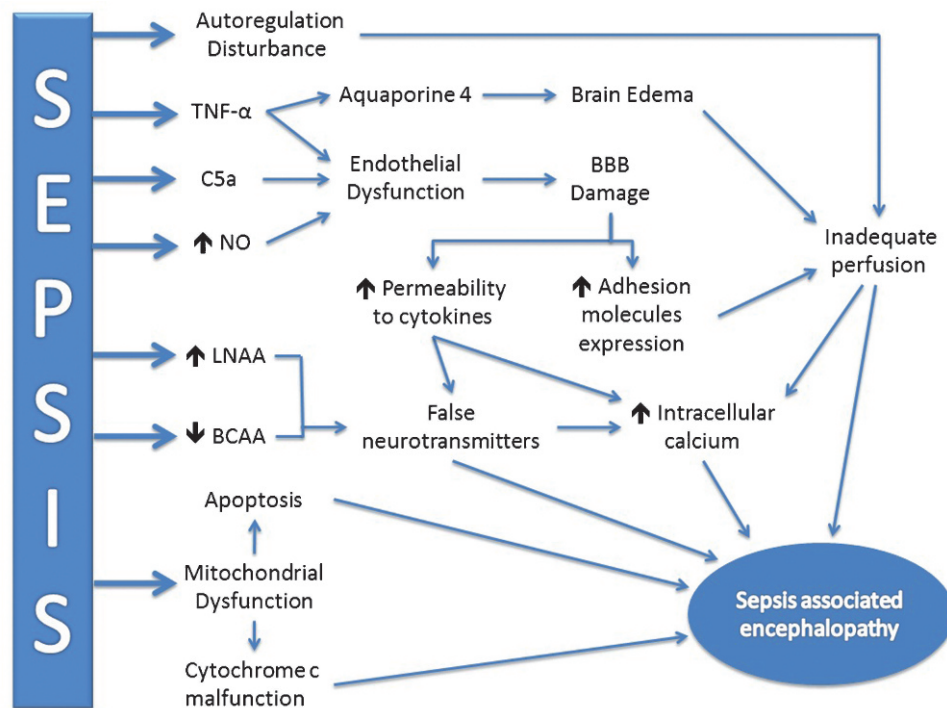 SEPSIS
Autoregulation
Disturbance
TNF-α
Aquaporine 4
Brain Edema
C5a
Endothelial
Dysfunction
BBB
Damage
↑ NO
Inadequate
perfusion
↑ Permeability
to cytokines
↑ Adhesion
molecules
expression
↑ LNAA
↓ BCAA
False
neurotransmitters
↑ Intracellular
calcium
Apoptosis
Mitochondrial
Dysfunction
Cytochrome c
malfunction
Sepsis associated
encephalopathy